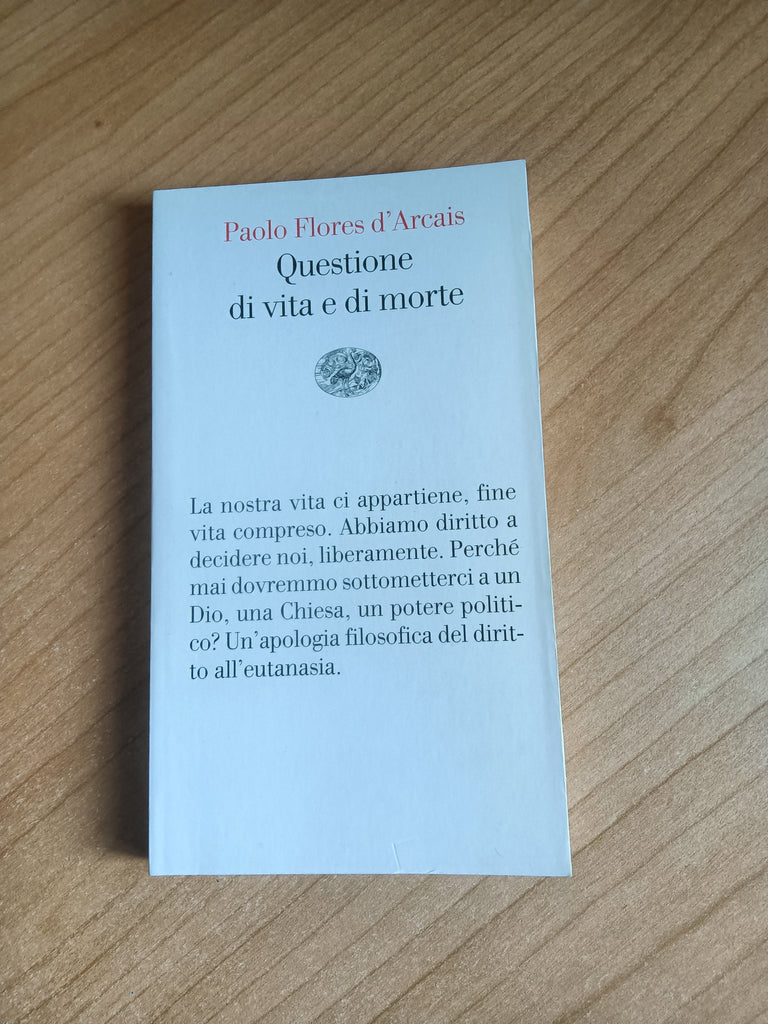 Paolo Flores d'Arcais
Questione
di vita e di morte
La nostra vita ci appartiene, fine
vita compreso. Abbiamo diritto a
decidere noi, liberamente. Perché
mai dovremmo sottometterci a un
Dio, una Chiesa, un potere politi-
co? Un'apologia filosofica del dirit-
to all'eutanasia.